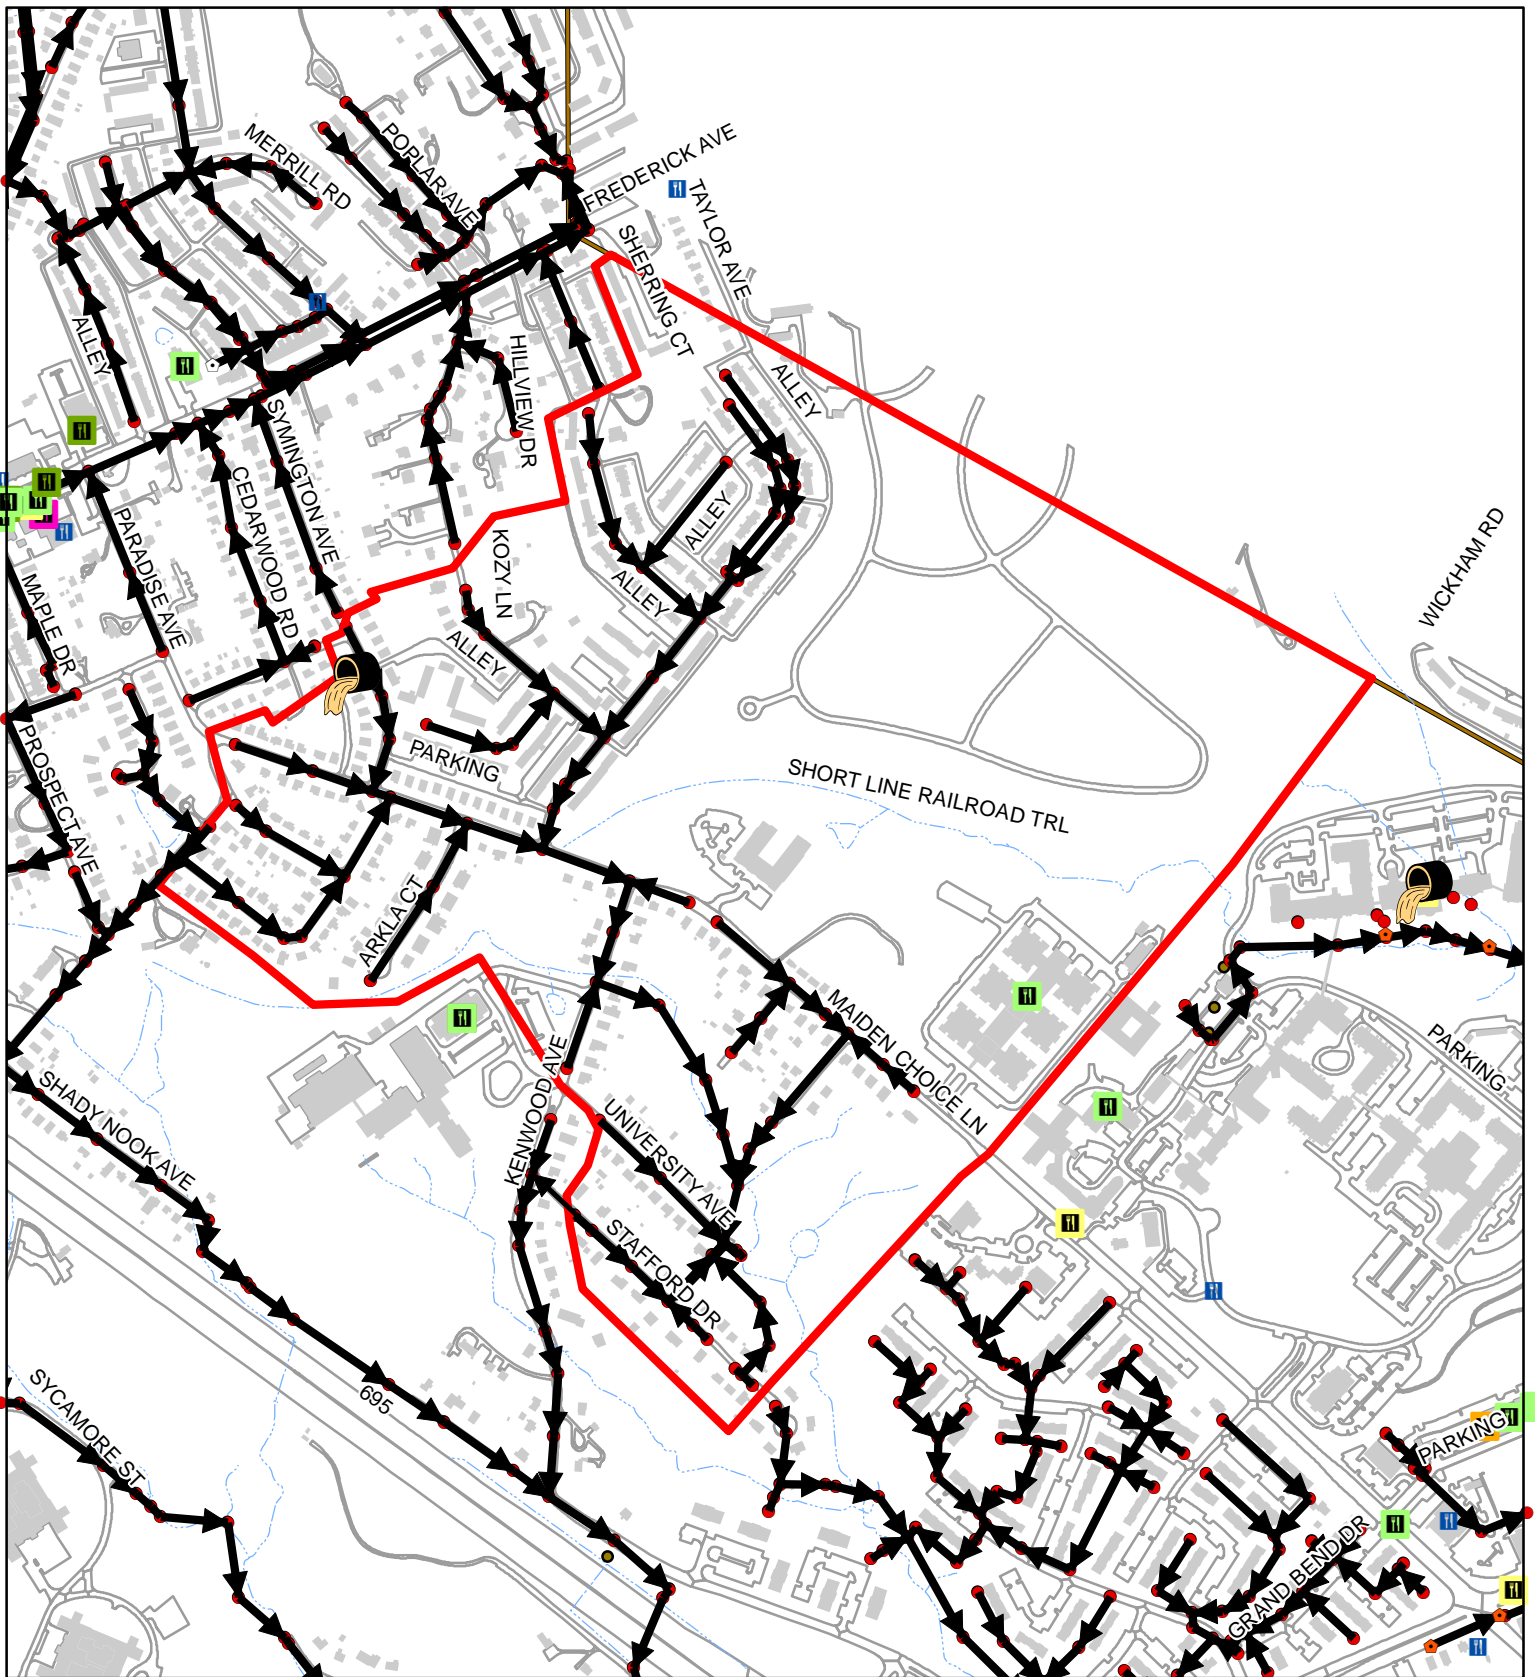 MERRILL RD
POPLAR AVE
FREDERICK AVE
TAYLOR AVE
SHERRING CT
ALLEY
HILLVIEW DR
ALLEY
SYMINGTON AVE
CEDARWOOD RD
PARADISE AVE
MAPLE DR
KOZY LN
ALLEY
ALLEY
ALLEY
WICKHAM RD
PROSPECT AVE
PARKING
SHORT LINE RAILROAD TRL
ARKLA CT
MAIDEN CHOICE LN
PARKING
SHADY NOOK AVE
KENWOOD AVE
UNIVERSITY AVE
STAFFORD DR
695
SYCAMORE ST
PARKING
GRAND BEND DR